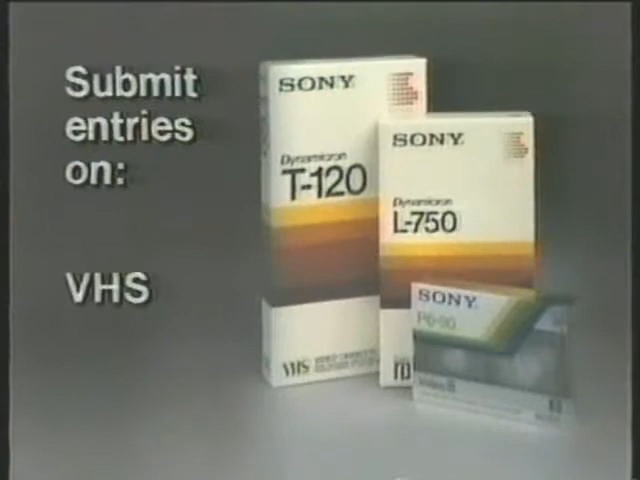 Submit
entries
on:
VHS
SONY
Dynamicron
T-120
VHS
SONY
Dynamicron
L-750
SONY
P6-90